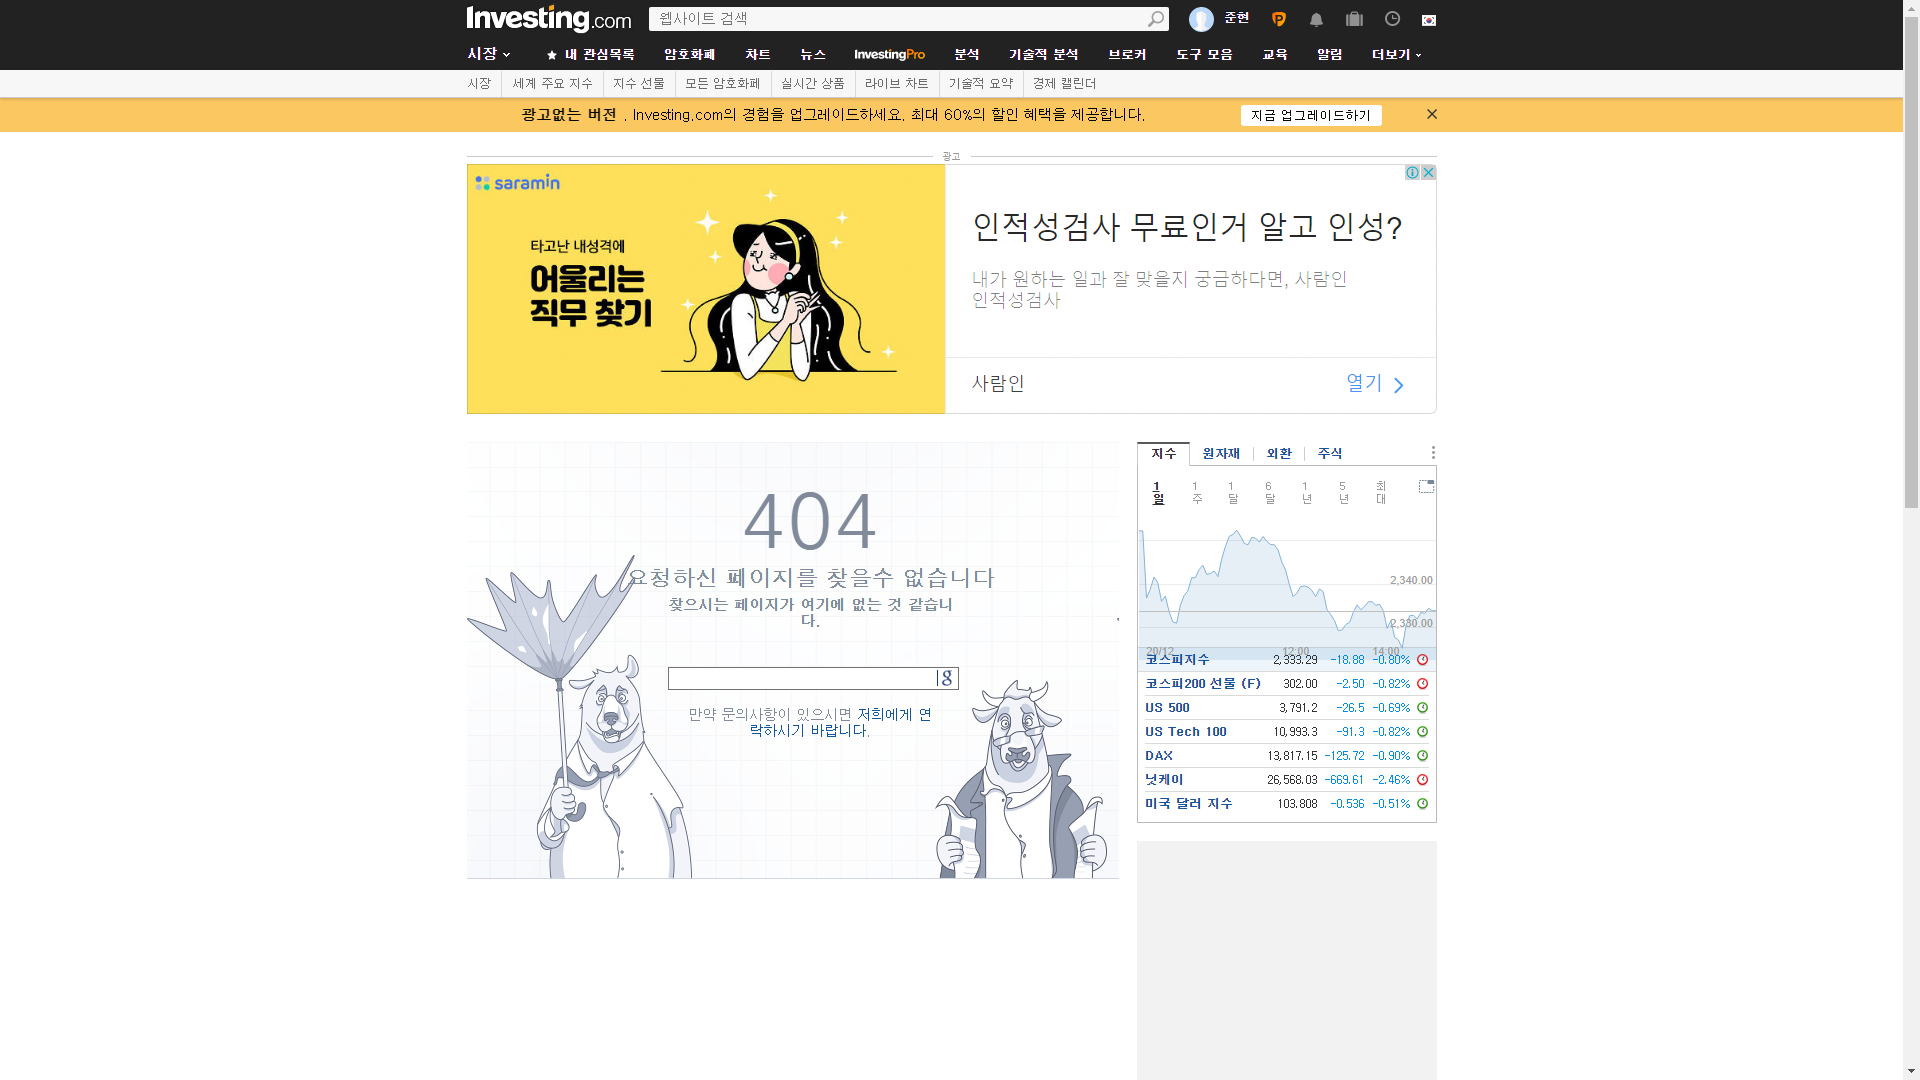 Investing.com
웹사이트 검색
준현
시장
내 관심목록
암호화폐
차트
뉴스
InvestingPro
분석
기술적 분석
브로커
도구 모음
교육
알림
더보기
시장
세계 주요 지수
지수 선물
모든 암호화폐
실시간 상품
라이브 차트
기술적 요약
경제 캘린더
광고없는 버전 . Investing.com의 경험을 업그레이드하세요. 최대 60%의 할인 혜택을 제공합니다.
지금 업그레이드하기
광고
saramin
타고난 내성격에
어울리는
직무 찾기
인적성검사 무료인거 알고 인성?
내가 원하는 일과 잘 맞을지 궁금하다면, 사람인
인적성검사
사람인
열기
404
요청하신 페이지를 찾을수 없습니다
찾으시는 페이지가 여기에 없는 것 같습니
다.
g
만약 문의사항이 있으시면 저희에게 연
락하시기 바랍니다.
지수
원자재
외환
주식
1일
1주
1달
6달
1년
5년
최대
2,340.00
2,330.00
20/12
12:00
14:00
코스피지수 2,333.29 -18.88 -0.80%
코스피200 선물 (F) 302.00 -2.50 -0.82%
US 500 3,791.2 -26.5 -0.69%
US Tech 100 10,993.3 -91.3 -0.82%
DAX 13,817.15 -125.72 -0.90%
닛케이 26,568.03 -669.61 -2.46%
미국 달러 지수 103.808 -0.536 -0.51%